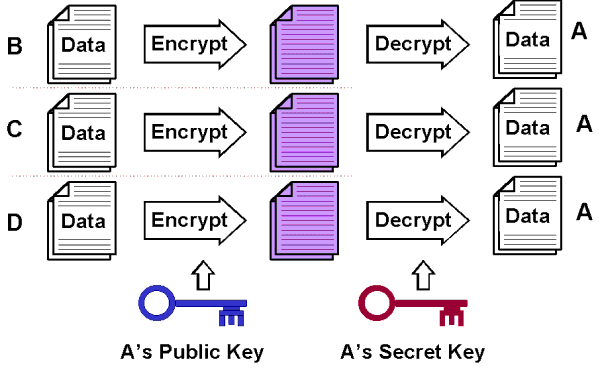 B Data Encrypt Decrypt Data A
C Data Encrypt Decrypt Data A
D Data Encrypt Decrypt Data A
A's Public Key A's Secret Key